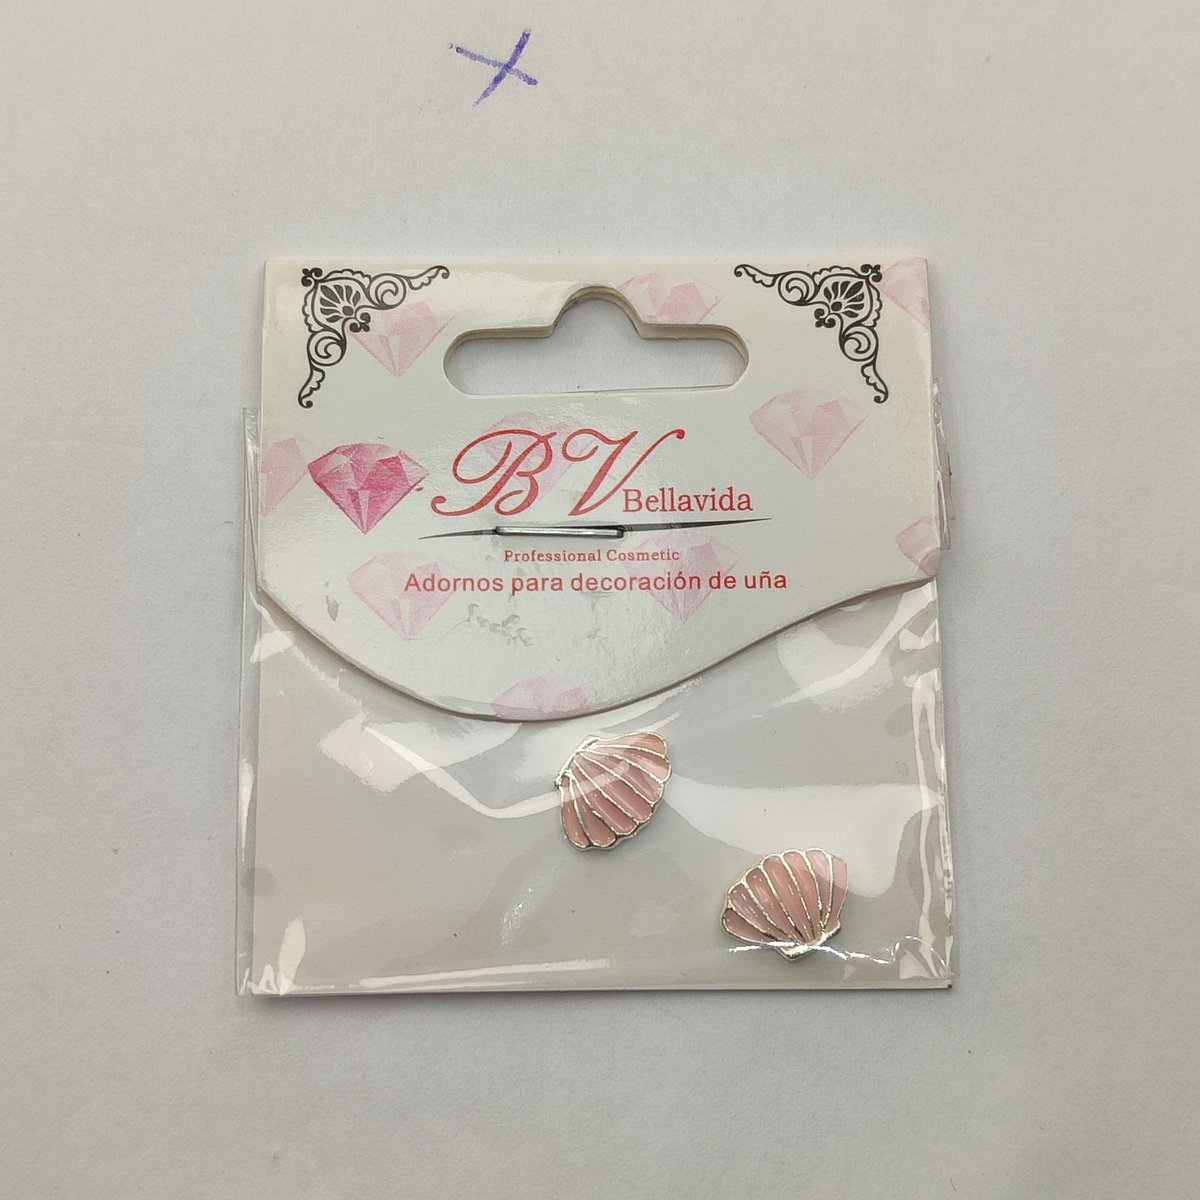 BV Bellavida
Professional Cosmetic
Adornos para decoración de uña